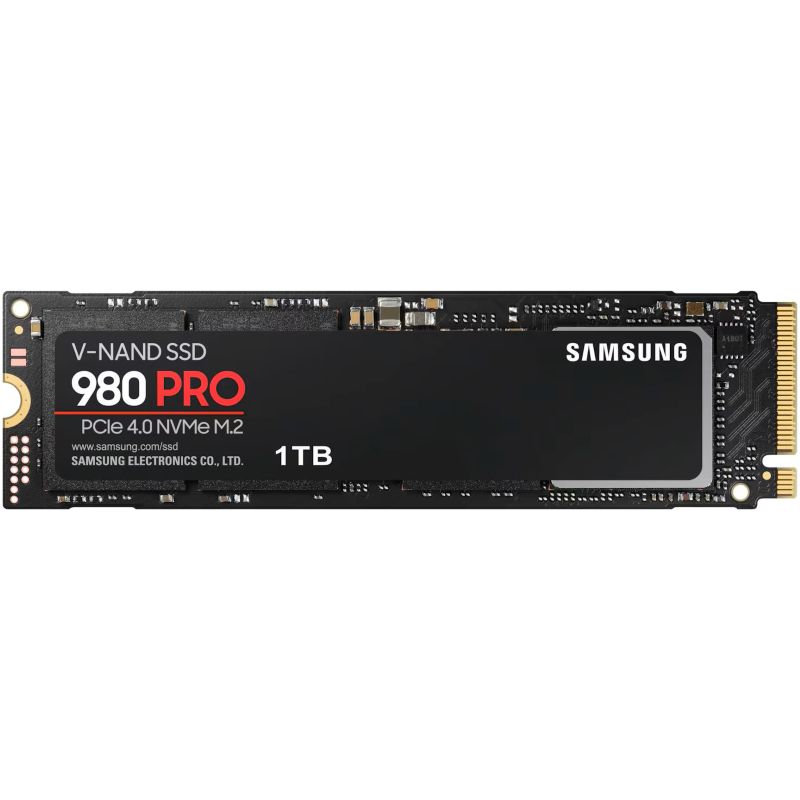 V-NAND SSD
980 PRO
PCIe 4.0 NVMe M.2
www.samsung.com/ssd
SAMSUNG ELECTRONICS CO., LTD.
1TB
SAMSUNG